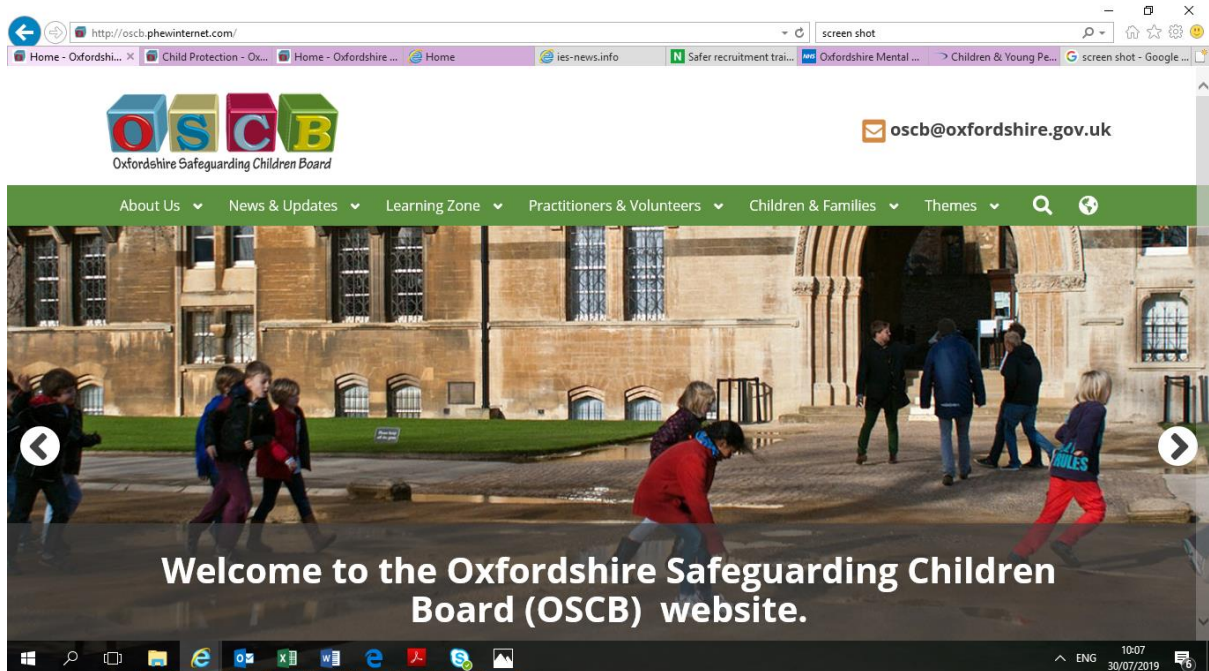 http://oscb.phewinternet.com/
screen shot
Home - Oxfordshi...
Child Protection - Ox...
Home - Oxfordshire ...
Home
ies-news.info
Safer recruitment trai...
Oxfordshire Mental ...
Children & Young Pe...
screen shot - Google ...
OSCB
Oxfordshire Safeguarding Children Board
oscb@oxfordshire.gov.uk
About Us
News & Updates
Learning Zone
Practitioners & Volunteers
Children & Families
Themes
RULES
Welcome to the Oxfordshire Safeguarding Children
Board (OSCB) website.
ENG
10:07
30/07/2019
6